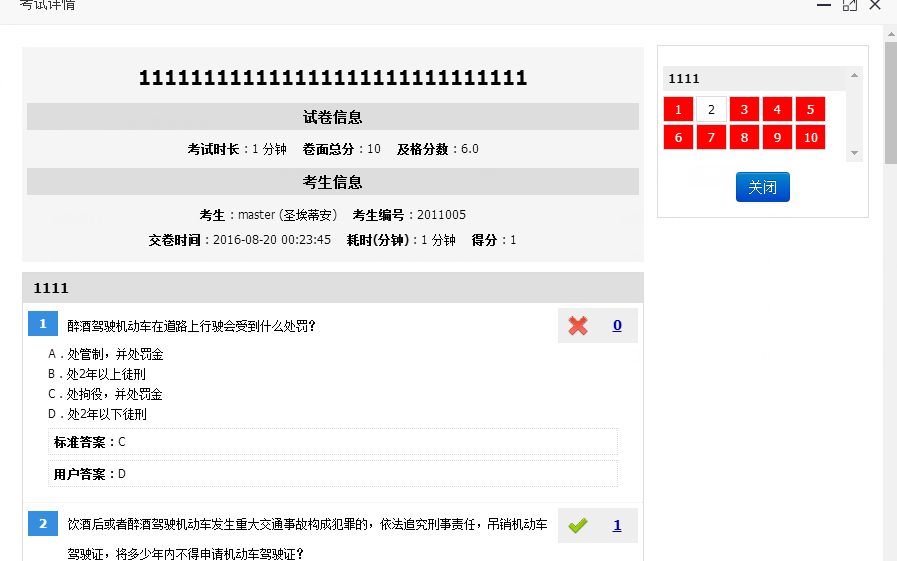 考试详情
111111111111111111111111111111
试卷信息
考试时长：1 分钟 卷面总分：10 及格分数：6.0
考生信息
考生：master (圣埃蒂安) 考生编号：2011005
交卷时间：2016-08-20 00:23:45 耗时(分钟)：1 分钟 得分：1
1111
1 醉酒驾驶机动车在道路上行驶会受到什么处罚? 0
A．处管制，并处罚金
B．处2年以上徒刑
C．处拘役，并处罚金
D．处2年以下徒刑
标准答案：C
用户答案：D
2 饮酒后或者醉酒驾驶机动车发生重大交通事故构成犯罪的，依法追究刑事责任，吊销机动车 1
驾驶证，将多少年内不得申请机动车驾驶证?
1111
1 2 3 4 5
6 7 8 9 10
关闭